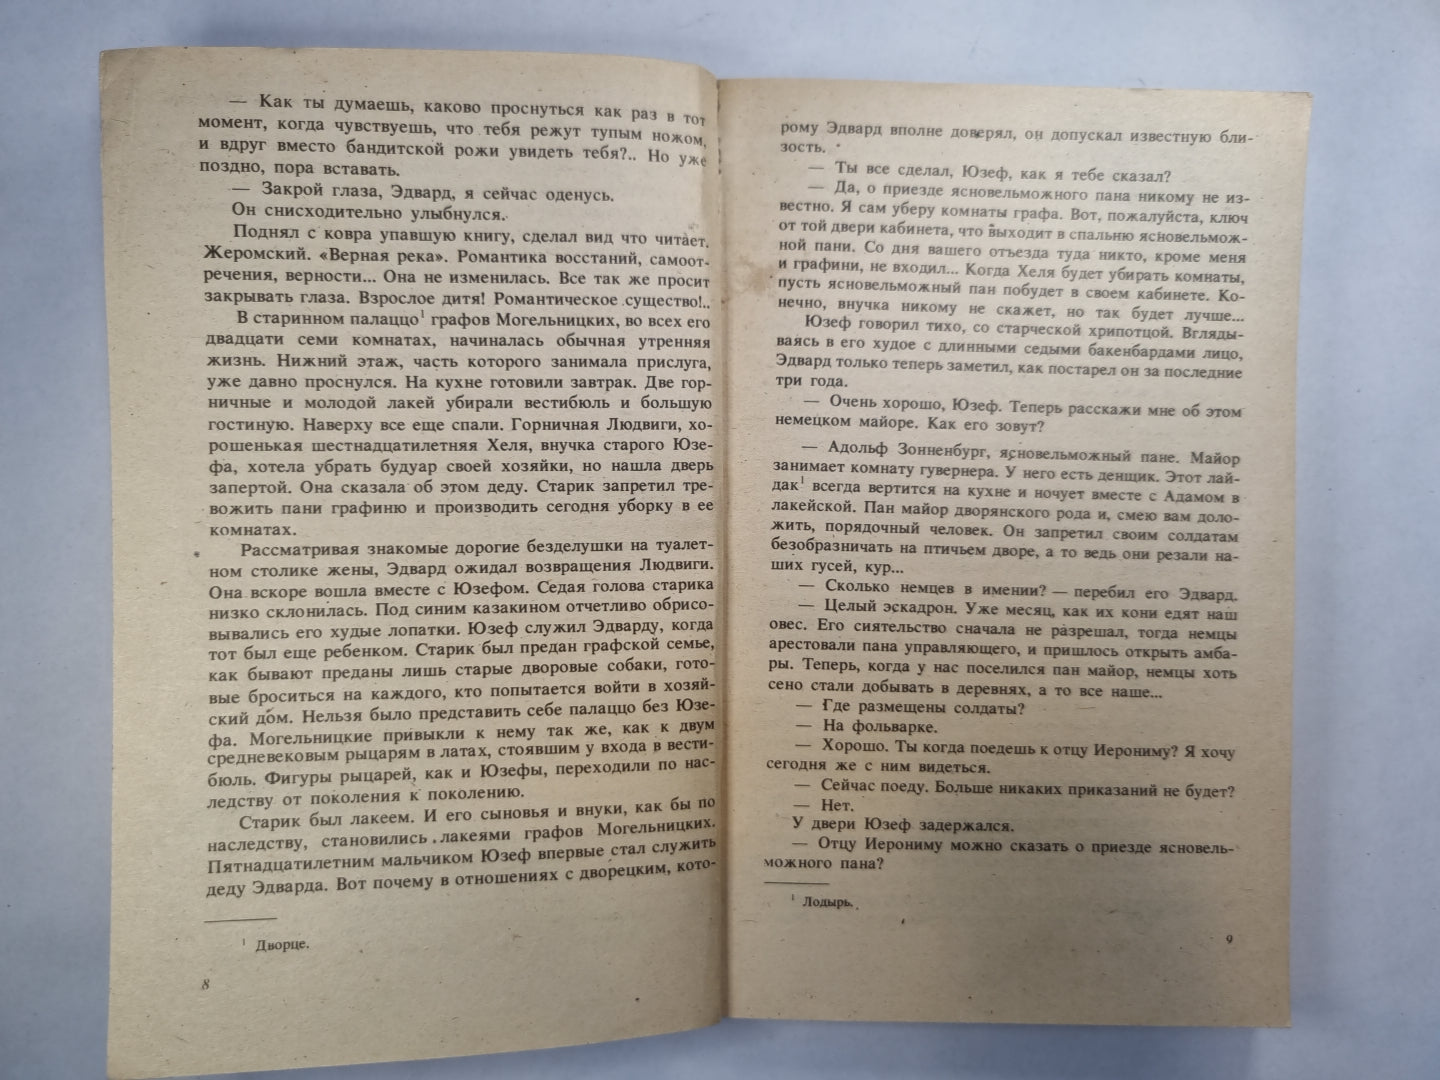 — Как ты думаешь, каково проснуться как раз в тот
момент, когда чувствуешь, что тебя режут тупым ножом,
и вдруг вместо бандитской рожи увидеть тебя?.. Но уже
поздно, пора вставать.
— Закрой глаза, Эдвард, я сейчас оденусь.
Он снисходительно улыбнулся.
Поднял с ковра упавшую книгу, сделал вид что читает.
Жеромский. «Верная река». Романтика восстаний, самоот-
речения, верности... Она не изменилась. Все так же просит
закрывать глаза. Взрослое дитя! Романтическое существо!..
В старинном палаццо¹ графов Могельницких, во всех его
двадцати семи комнатах, начиналась обычная утренняя
жизнь. Нижний этаж, часть которого занимала прислуга,
уже давно проснулся. На кухне готовили завтрак. Две гор-
ничные и молодой лакей убирали вестибюль и большую
гостиную. Наверху все еще спали. Горничная Людвиги, хо-
рошенькая шестнадцатилетняя Хеля, внучка старого Юзе-
фа, хотела убрать будуар своей хозяйки, но нашла дверь
запертой. Она сказала об этом деду. Старик запретил тре-
вожить пани графиню и производить сегодня уборку в ее
комнатах.
Рассматривая знакомые дорогие безделушки на туалет-
ном столике жены, Эдвард ожидал возвращения Людвиги.
Она вскоре вошла вместе с Юзефом. Седая голова старика
низко склонилась. Под синим казакином отчетливо обрисо-
вывались его худые лопатки. Юзеф служил Эдварду, когда
тот был еще ребенком. Старик был предан графской семье,
как бывают преданы лишь старые дворовые собаки, гото-
вые броситься на каждого, кто попытается войти в хозяй-
ский дом. Нельзя было представить себе палаццо без Юзе-
фа. Могельницкие привыкли к нему так же, как к двум
средневековым рыцарям в латах, стоявшим у входа в вести-
бюль. Фигуры рыцарей, как и Юзефы, переходили по нас-
ледству от поколения к поколению.
Старик был лакеем. И его сыновья и внуки, как бы по
наследству, становились лакеями графов Могельницких.
Пятнадцатилетним мальчиком Юзеф впервые стал служить
деду Эдварда. Вот почему в отношениях с дворецким, кото-
¹ Дворце.
8
рому Эдвард вполне доверял, он допускал известную бли-
зость.
— Ты все сделал, Юзеф, как я тебе сказал?
— Да, о приезде ясновельможного пана никому не из-
вестно. Я сам уберу комнаты графа. Вот, пожалуйста, ключ
от той двери кабинета, что выходит в спальню ясновельмож-
ной пани. Со дня вашего отъезда туда никто, кроме меня
и графини, не входил... Когда Хеля будет убирать комнаты,
пусть ясновельможный пан побудет в своем кабинете. Ко-
нечно, внучка никому не скажет, но так будет лучше...
Юзеф говорил тихо, со старческой хрипотцой. Вгляды-
ваясь в его худое с длинными седыми бакенбардами лицо,
Эдвард только теперь заметил, как постарел он за последние
три года.
— Очень хорошо, Юзеф. Теперь расскажи мне об этом
немецком майоре. Как его зовут?
— Адольф Зонненбург, ясновельможный пане. Майор
занимает комнату гувернера. У него есть денщик. Этот лай-
дак¹ всегда вертится на кухне и ночует вместе с Адамом в
лакейской. Пан майор дворянского рода и, смею вам доло-
жить, порядочный человек. Он запретил своим солдатам
безобразничать на птичьем дворе, а то ведь они резали на-
ших гусей, кур...
— Сколько немцев в имении? — перебил его Эдвард.
— Целый эскадрон. Уже месяц, как их кони едят наш
овес. Его сиятельство сначала не разрешал, тогда немцы
арестовали пана управляющего, и пришлось открыть амба-
ры. Теперь, когда у нас поселился пан майор, немцы хоть
сено стали добывать в деревнях, а то все наше...
— Где размещены солдаты?
— На фольварке.
— Хорошо. Ты когда поедешь к отцу Иерониму? Я хочу
сегодня же с ним видеться.
— Сейчас поеду. Больше никаких приказаний не будет?
— Нет.
У двери Юзеф задержался.
— Отцу Иерониму можно сказать о приезде ясновель-
можного пана?
¹ Лодырь.
9